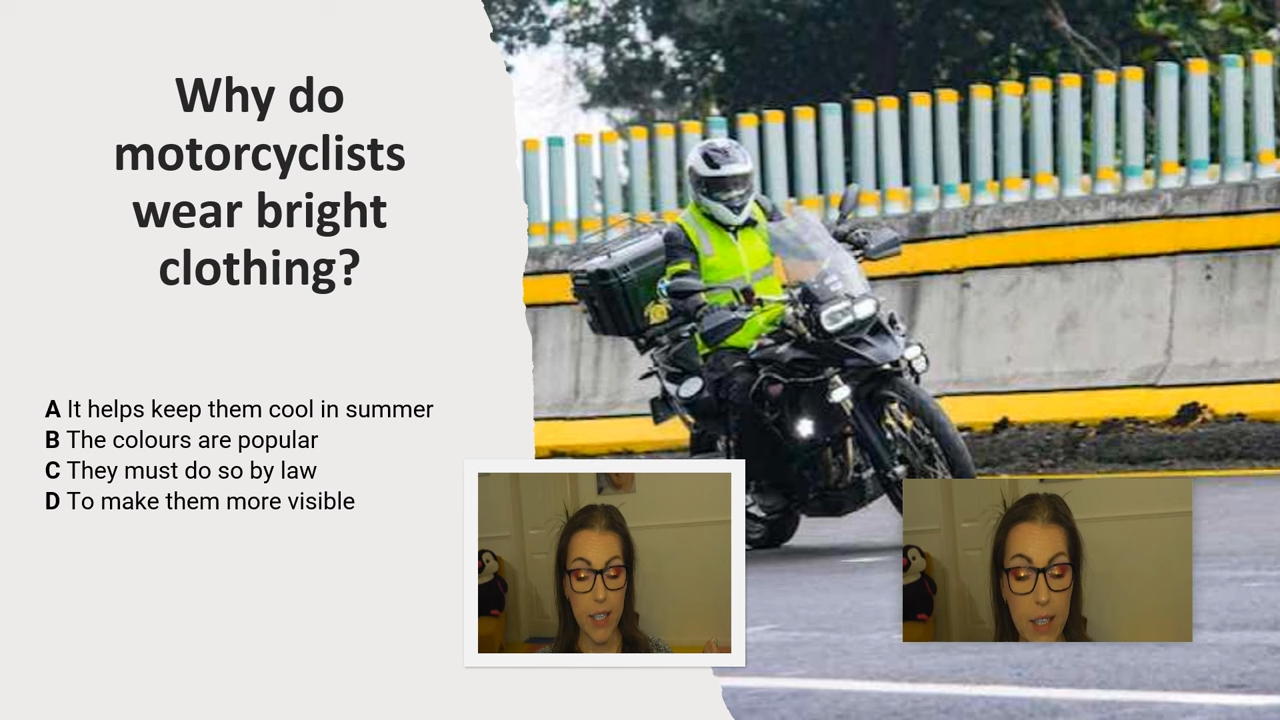 Why do
motorcyclists
wear bright
clothing?
A It helps keep them cool in summer
B The colours are popular
C They must do so by law
D To make them more visible